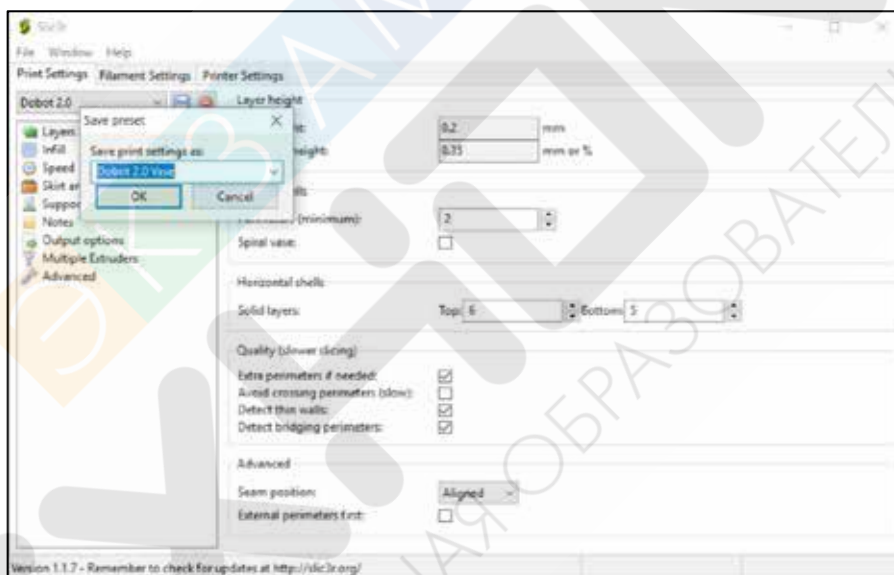 Slic3r
File Window Help
Print Settings Filament Settings Printer Settings
Dobot 2.0
Save preset
Save print settings as:
Dobot 2.0 Vase
OK Cancel
Layers
Infill
Speed
Skirt
Suppor
Notes
Output options
Multiple Extruders
Advanced
Layer height
0.2 mm
0.35 mm or %
(minimum): 2
Spiral vase:
Horizontal shells
Solid layers: Top: 6 Bottom: 5
Quality (slower slicing)
Extra perimeters if needed:
Avoid crossing perimeters (slow):
Detect thin walls:
Detect bridging perimeters:
Advanced
Seam position: Aligned
External perimeters first:
Version 1.1.7 - Remember to check for updates at http://slic3r.org/